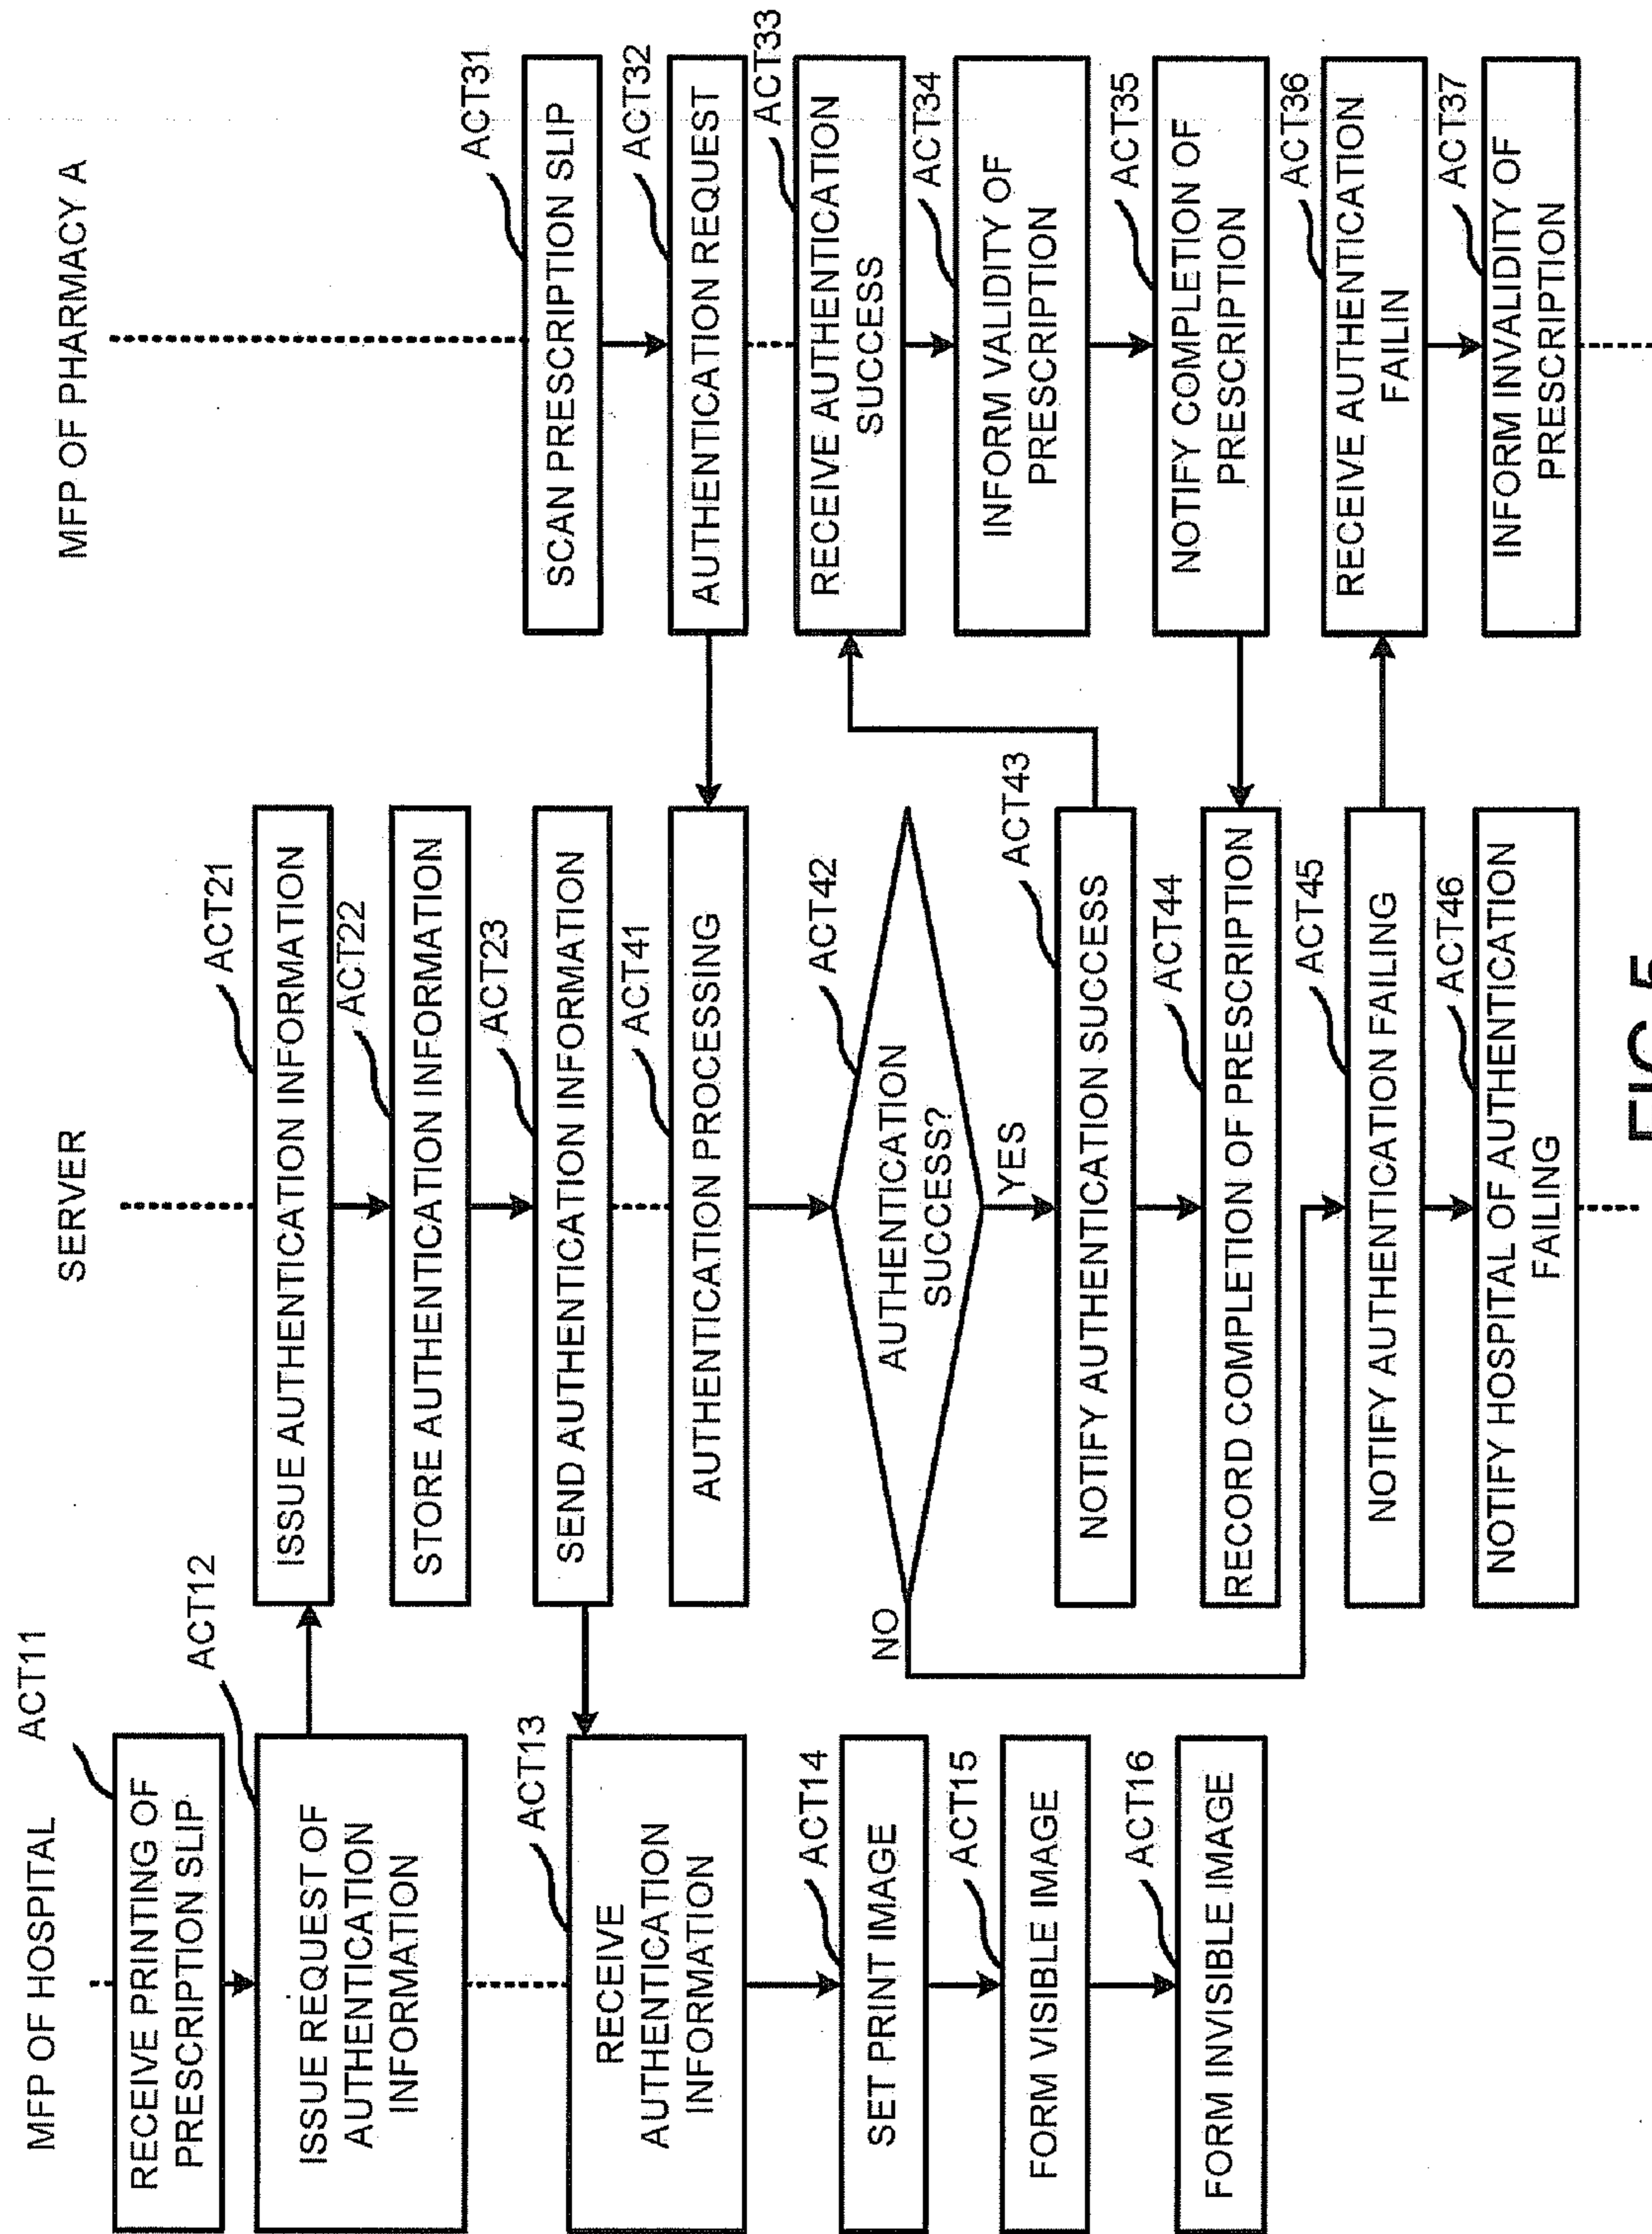 MFP OF HOSPITAL
ACT11
RECEIVE PRINTING OF
PRESCRIPTION SLIP
ACT12
ISSUE REQUEST OF
AUTHENTICATION
INFORMATION
ACT13
RECEIVE
AUTHENTICATION
INFORMATION
ACT14
SET PRINT IMAGE
ACT15
FORM VISIBLE IMAGE
ACT16
FORM INVISIBLE IMAGE
SERVER
ACT21
ISSUE AUTHENTICATION INFORMATION
ACT22
STORE AUTHENTICATION INFORMATION
ACT23
SEND AUTHENTICATION INFORMATION
ACT41
AUTHENTICATION PROCESSING
ACT42
AUTHENTICATION
SUCCESS?
NO
YES
ACT43
NOTIFY AUTHENTICATION SUCCESS
ACT44
RECORD COMPLETION OF PRESCRIPTION
ACT45
NOTIFY AUTHENTICATION FAILING
ACT46
NOTIFY HOSPITAL OF AUTHENTICATION
FAILING
MFP OF PHARMACY A
ACT31
SCAN PRESCRIPTION SLIP
ACT32
AUTHENTICATION REQUEST
ACT33
RECEIVE AUTHENTICATION
SUCCESS
ACT34
INFORM VALIDITY OF
PRESCRIPTION
ACT35
NOTIFY COMPLETION OF
PRESCRIPTION
ACT36
RECEIVE AUTHENTICATION
FAILIN
ACT37
INFORM INVALIDITY OF
PRESCRIPTION